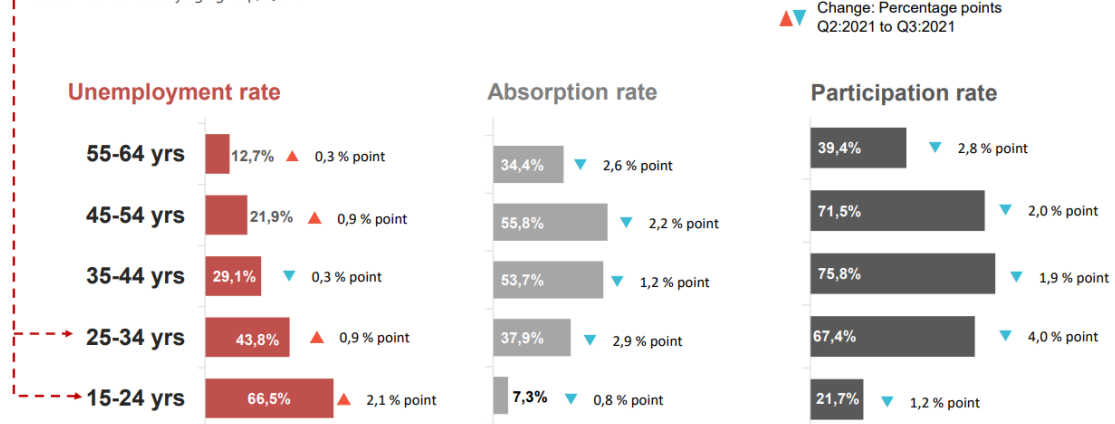 Change: Percentage points
Q2:2021 to Q3:2021
Unemployment rate
Absorption rate
Participation rate
55-64 yrs 12,7% 0,3 % point 34,4% 2,6 % point 39,4% 2,8 % point
45-54 yrs 21,9% 0,9 % point 55,8% 2,2 % point 71,5% 2,0 % point
35-44 yrs 29,1% 0,3 % point 53,7% 1,2 % point 75,8% 1,9 % point
25-34 yrs 43,8% 0,9 % point 37,9% 2,9 % point 67,4% 4,0 % point
15-24 yrs 66,5% 2,1 % point 7,3% 0,8 % point 21,7% 1,2 % point